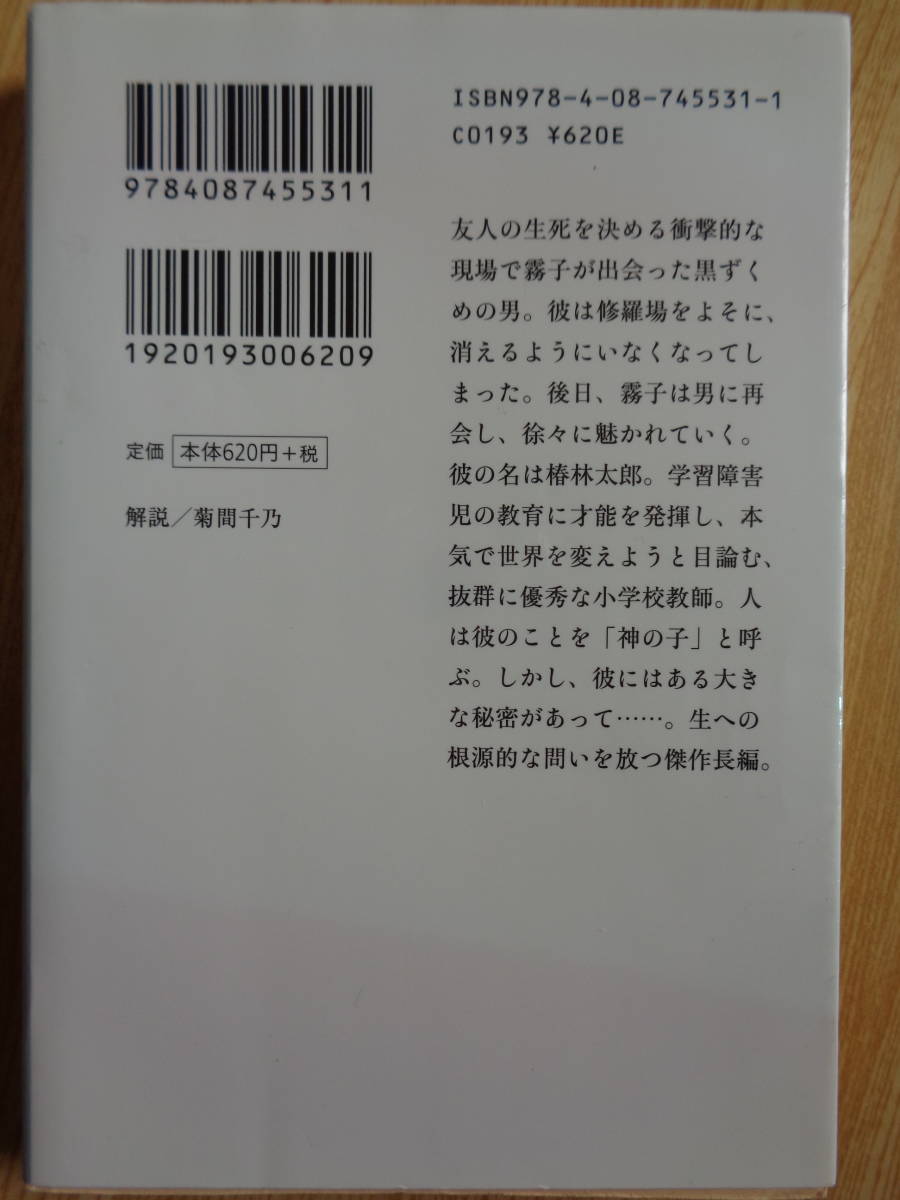 9784087455311
1920193006209
定価 本体620円+税
解説/菊間千乃
ISBN978-4-08-745531-1
C0193 ¥620E
友人の生死を決める衝撃的な
現場で霧子が出会った黒ずく
めの男。彼は修羅場をよそに、
消えるようにいなくなってし
まった。後日、霧子は男に再
会し、徐々に魅かれていく。
彼の名は椿林太郎。学習障害
児の教育に才能を発揮し、本
気で世界を変えようと目論む、
抜群に優秀な小学校教師。人
は彼のことを「神の子」と呼
ぶ。しかし、彼にはある大き
な秘密があって……。生への
根源的な問いを放つ傑作長編。